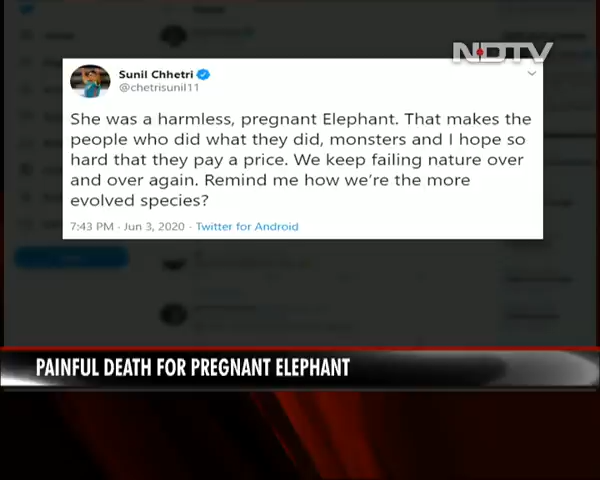 NDTV
Sunil Chhetri
@chetrisunil11
She was a harmless, pregnant Elephant. That makes the
people who did what they did, monsters and I hope so
hard that they pay a price. We keep failing nature over
and over again. Remind me how we're the more
evolved species?
7:43 PM · Jun 3, 2020 · Twitter for Android
PAINFUL DEATH FOR PREGNANT ELEPHANT